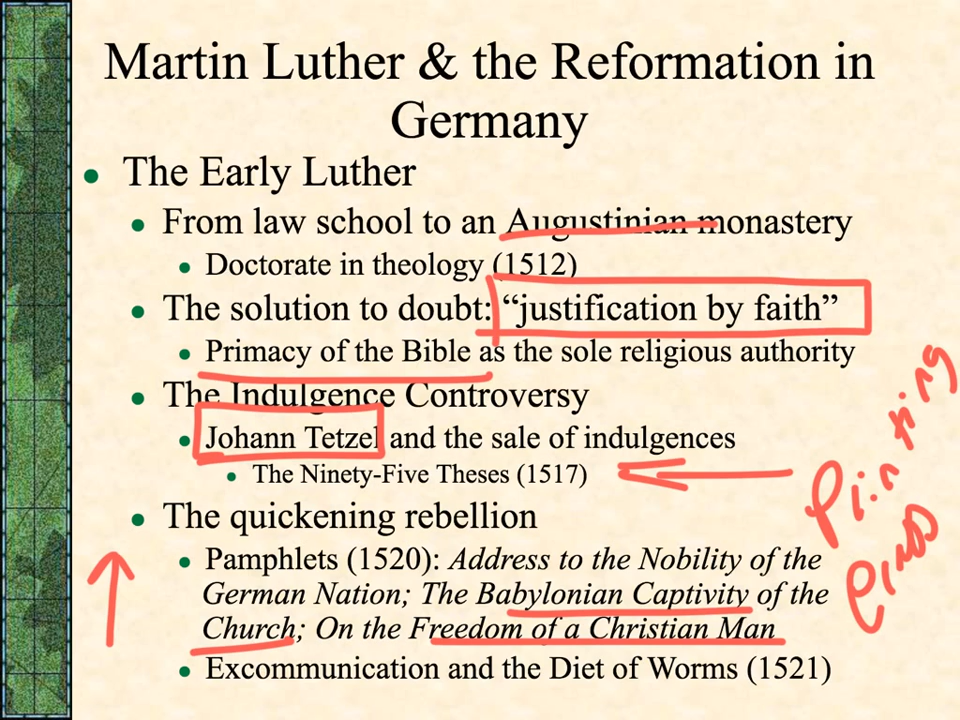 Martin Luther & the Reformation in
Germany
• The Early Luther
• From law school to an Augustinian monastery
• Doctorate in theology (1512)
• The solution to doubt: “justification by faith”
• Primacy of the Bible as the sole religious authority
• The Indulgence Controversy
• Johann Tetzel and the sale of indulgences
• The Ninety-Five Theses (1517)
• The quickening rebellion
• Pamphlets (1520): Address to the Nobility of the
German Nation; The Babylonian Captivity of the
Church; On the Freedom of a Christian Man
• Excommunication and the Diet of Worms (1521)
Printing